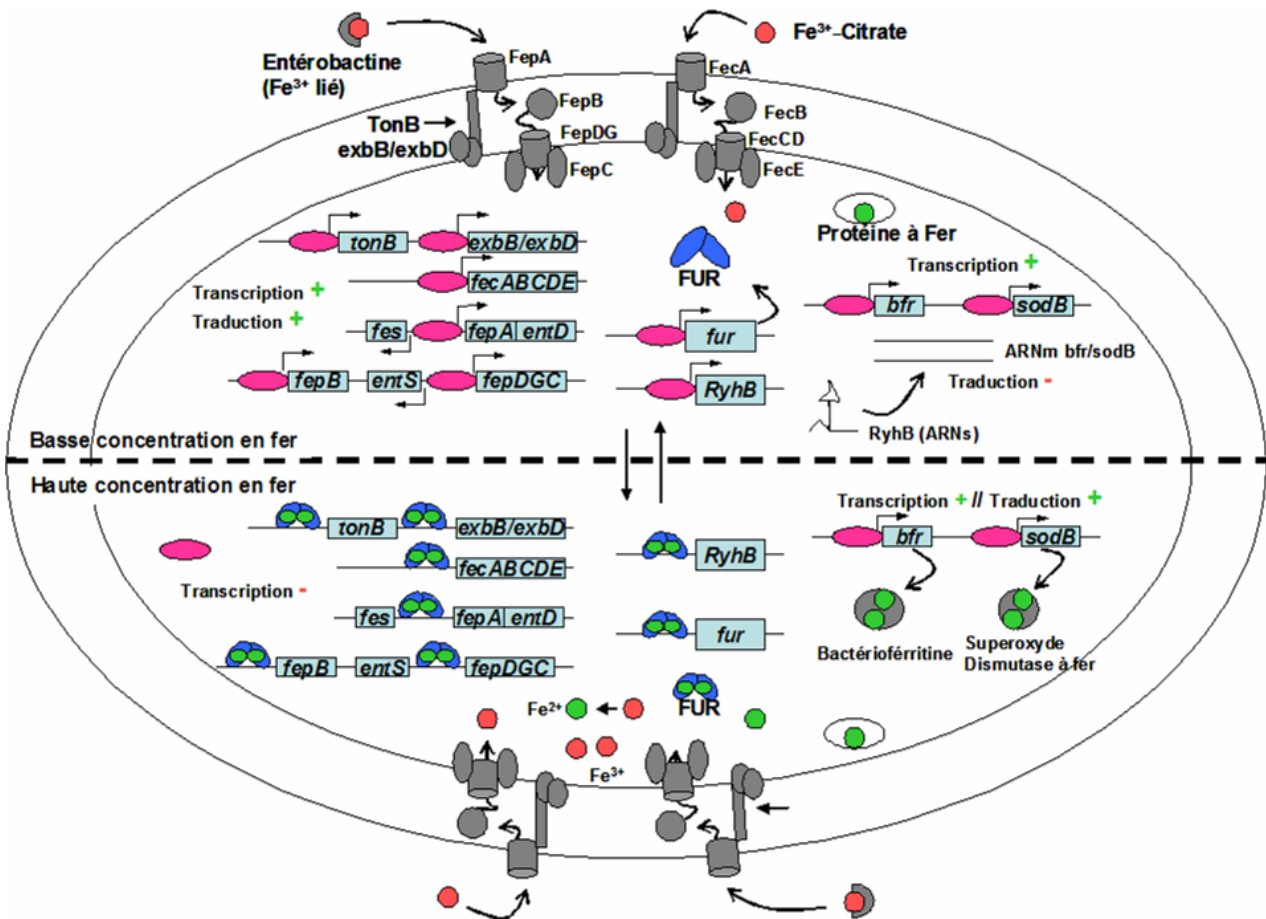 Entérobactine
(Fe³⁺ lié)
FepA
FecA
Fe³⁺-Citrate
FepB
FecB
TonB
exbB/exbD
FepDG
FecCD
FepC
FecE
tonB
exbB/exbD
fecABCDE
Transcription +
Traduction +
fes
fepA
entD
fepB
entS
fepDGC
FUR
fur
RyhB
Protéine à Fer
Transcription +
bfr
sodB
ARNm bfr/sodB
Traduction -
RyhB (ARNs)
Basse concentration en fer
Haute concentration en fer
tonB
exbB/exbD
fecABCDE
Transcription -
fes
fepA
entD
fepB
entS
fepDGC
RyhB
fur
FUR
Transcription + // Traduction +
bfr
sodB
Bactérioférritine
Superoxyde
Dismutase à fer
Fe²⁺
Fe³⁺